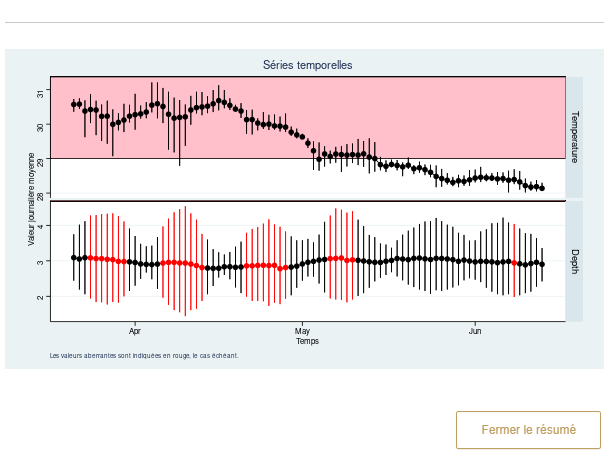 Séries temporelles
Valeur journalière moyenne
31
30
29
28
Temperature
4
3
2
Depth
Apr
May
Jun
Temps
Les valeurs aberrantes sont indiquées en rouge, le cas échéant.
Fermer le résumé